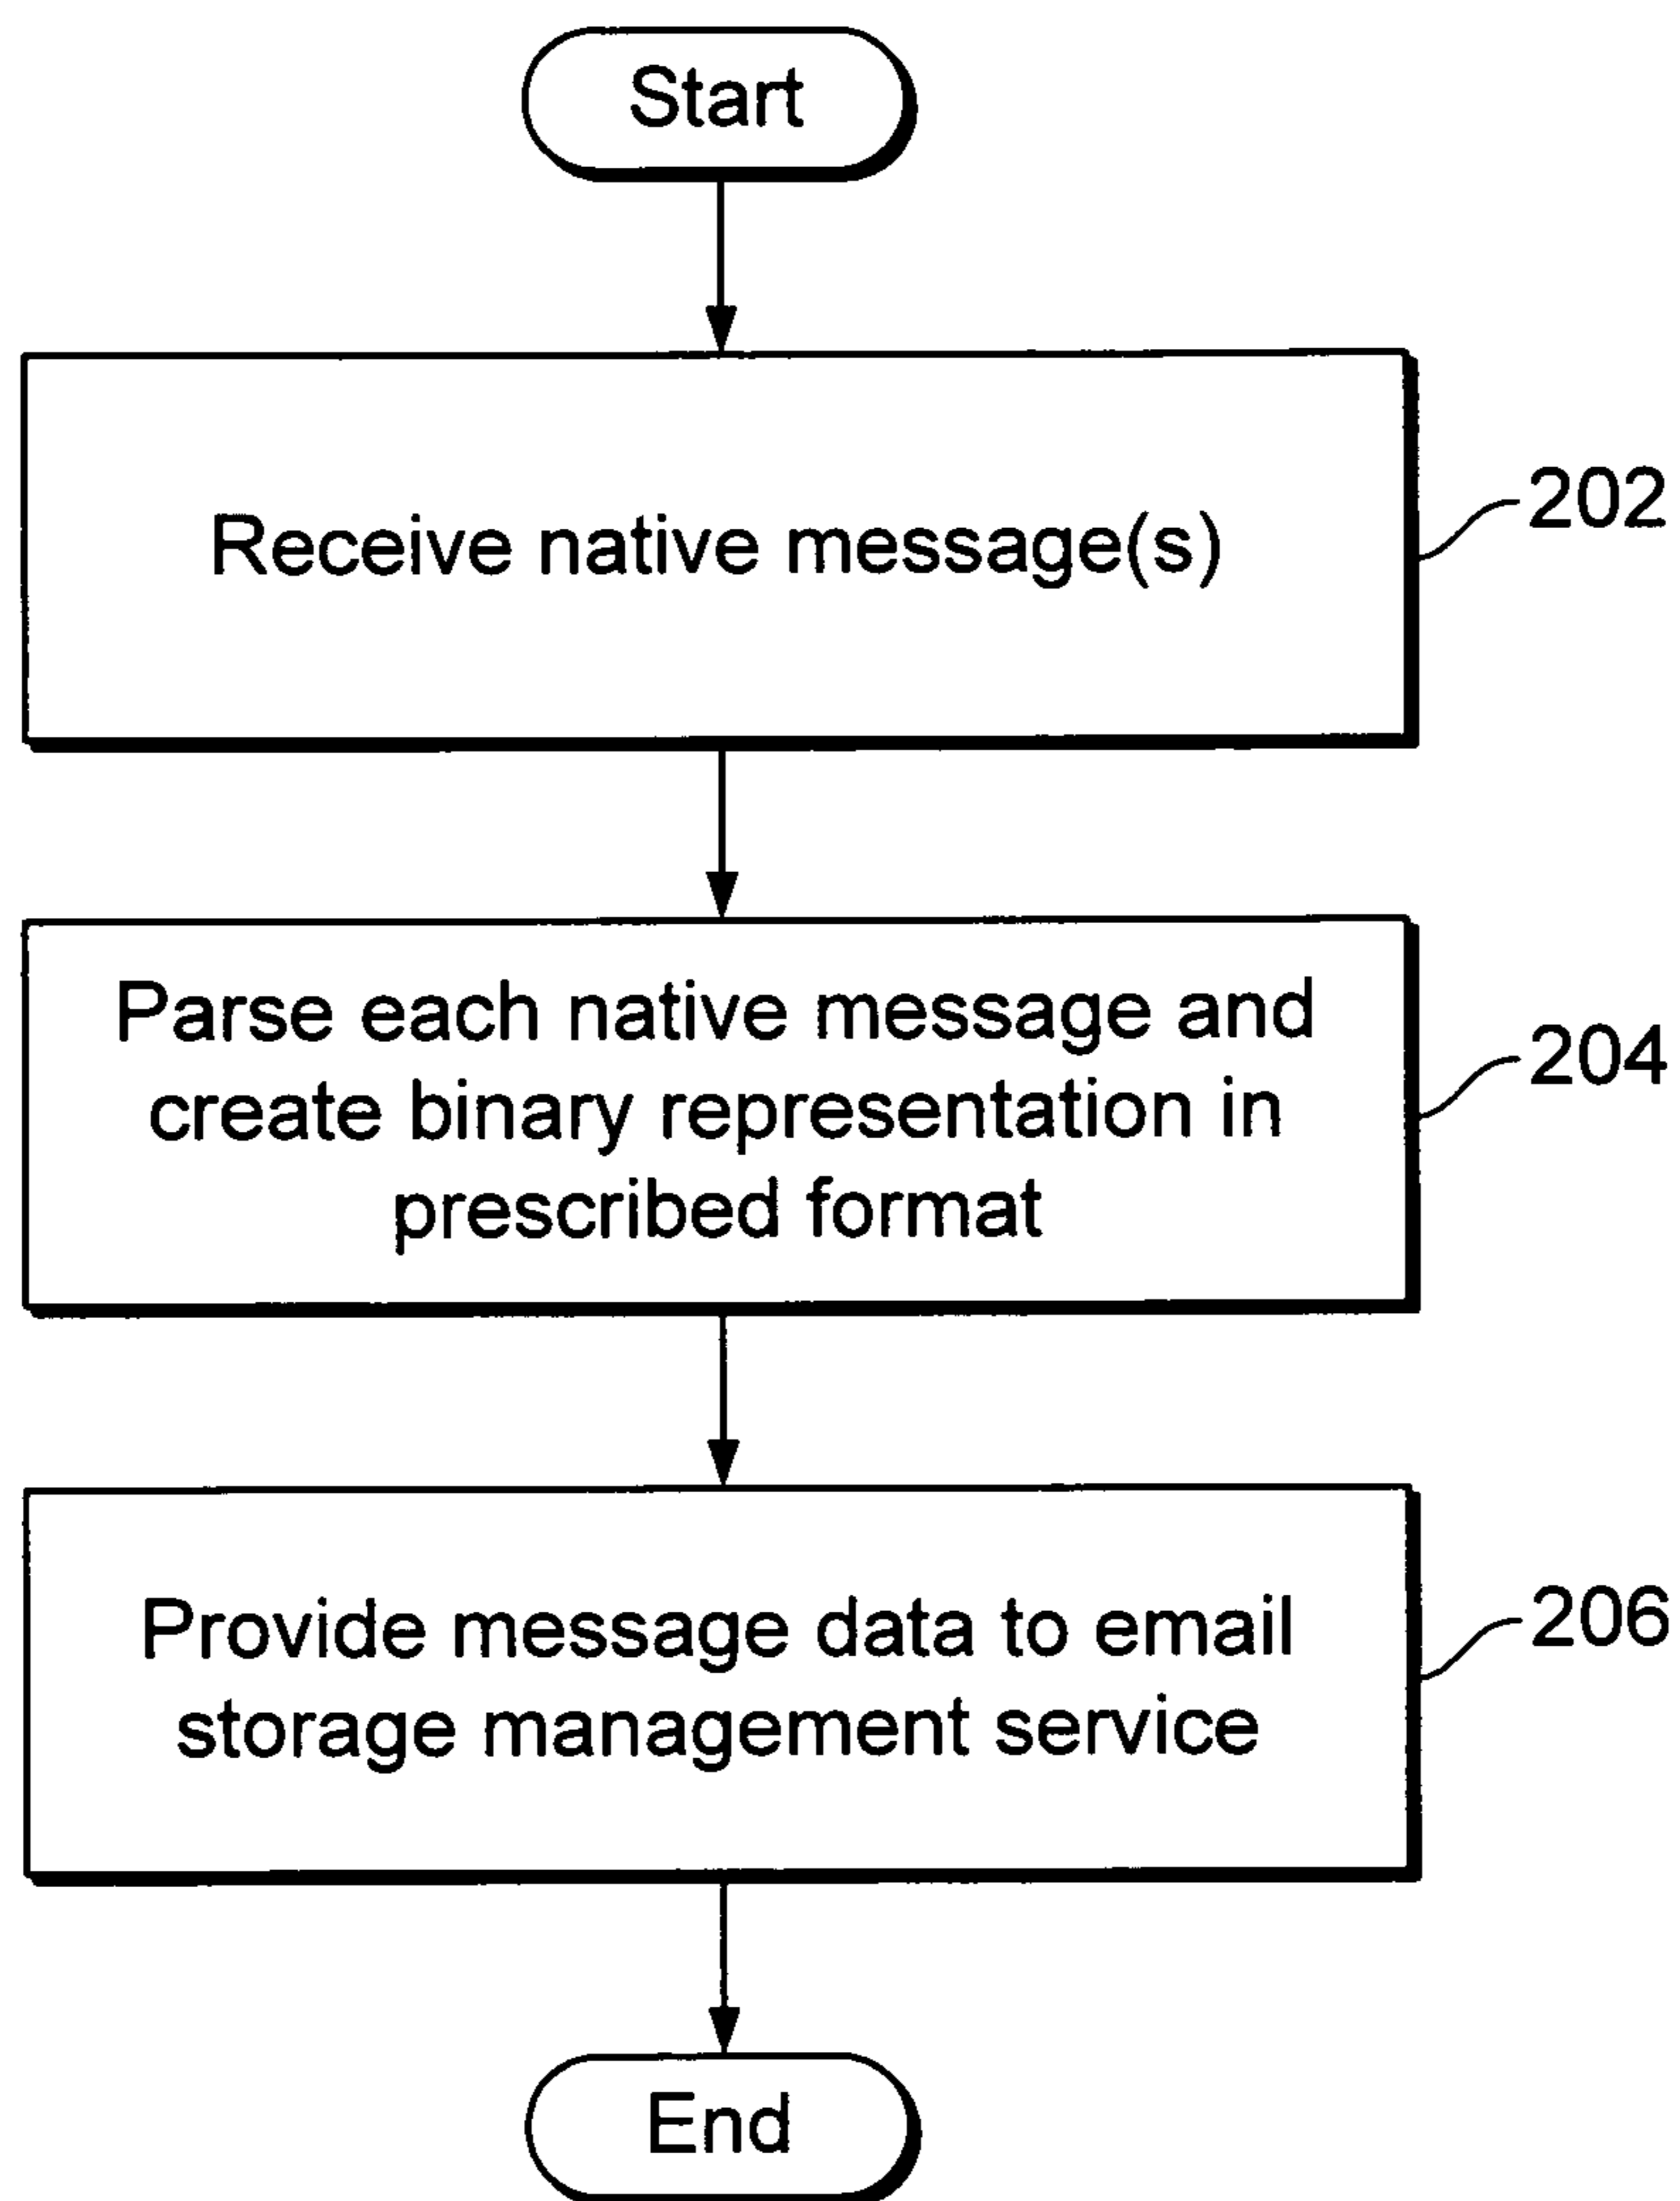 Start
Receive native message(s)
202
Parse each native message and
create binary representation in
prescribed format
204
Provide message data to email
storage management service
206
End